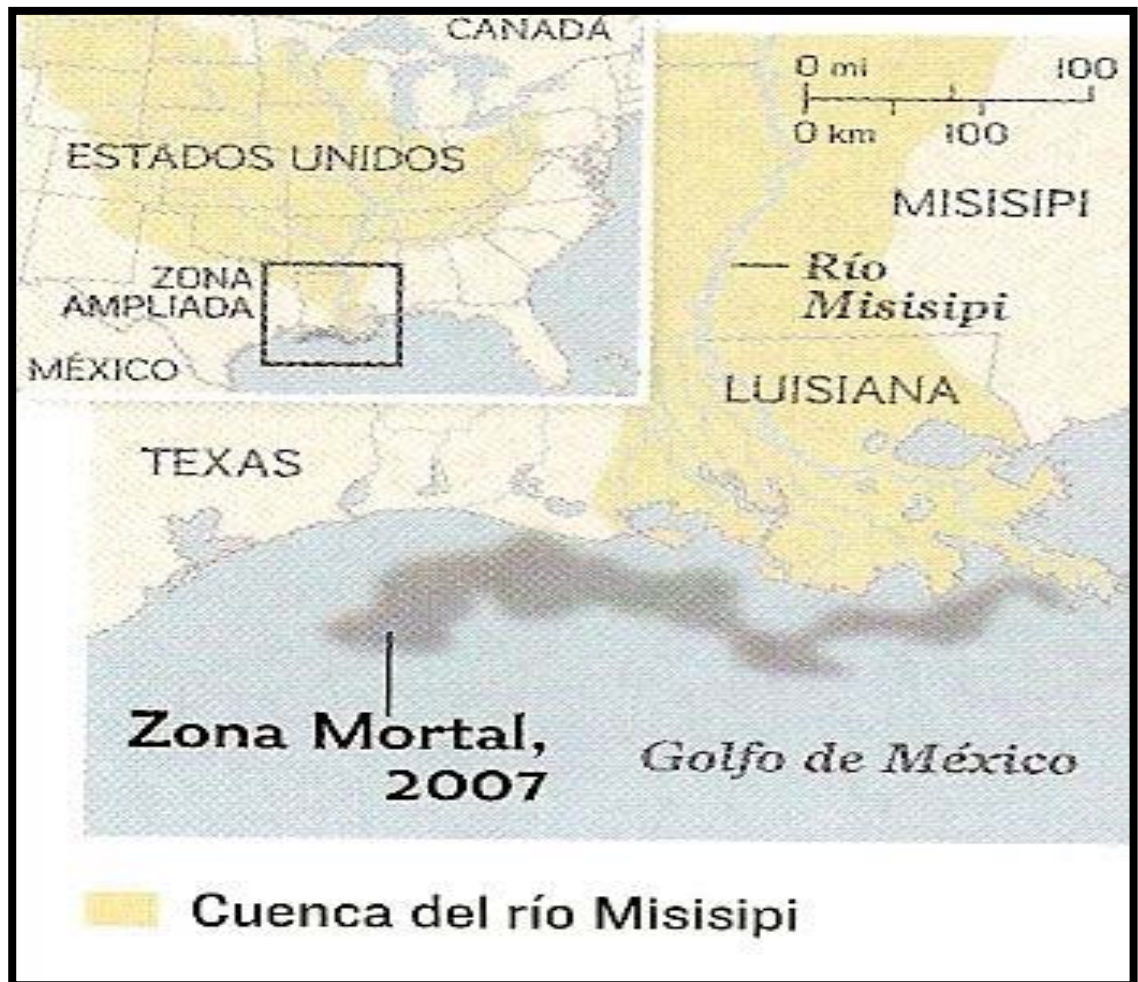 CANADÁ
ESTADOS UNIDOS
ZONA
AMPLIADA
MÉXICO
0 mi 100
0 km 100
MISISIPI
Río
Misisipi
LUISIANA
TEXAS
Zona Mortal,
2007
Golfo de México
Cuenca del río Misisipi